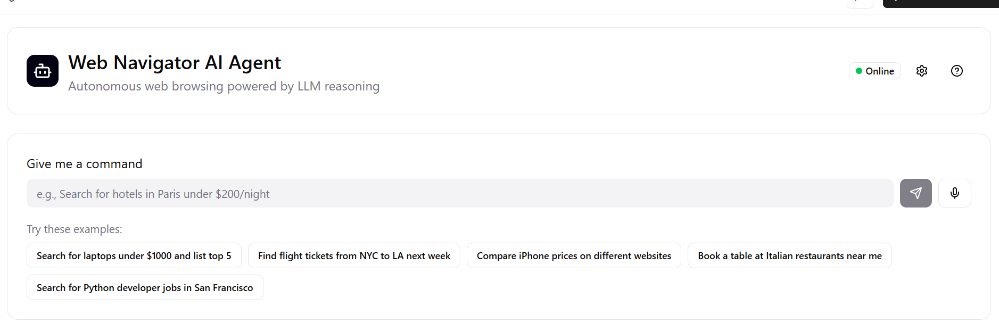 Web Navigator AI Agent
Autonomous web browsing powered by LLM reasoning
Online
Give me a command
e.g., Search for hotels in Paris under $200/night
Try these examples:
Search for laptops under $1000 and list top 5
Find flight tickets from NYC to LA next week
Compare iPhone prices on different websites
Book a table at Italian restaurants near me
Search for Python developer jobs in San Francisco